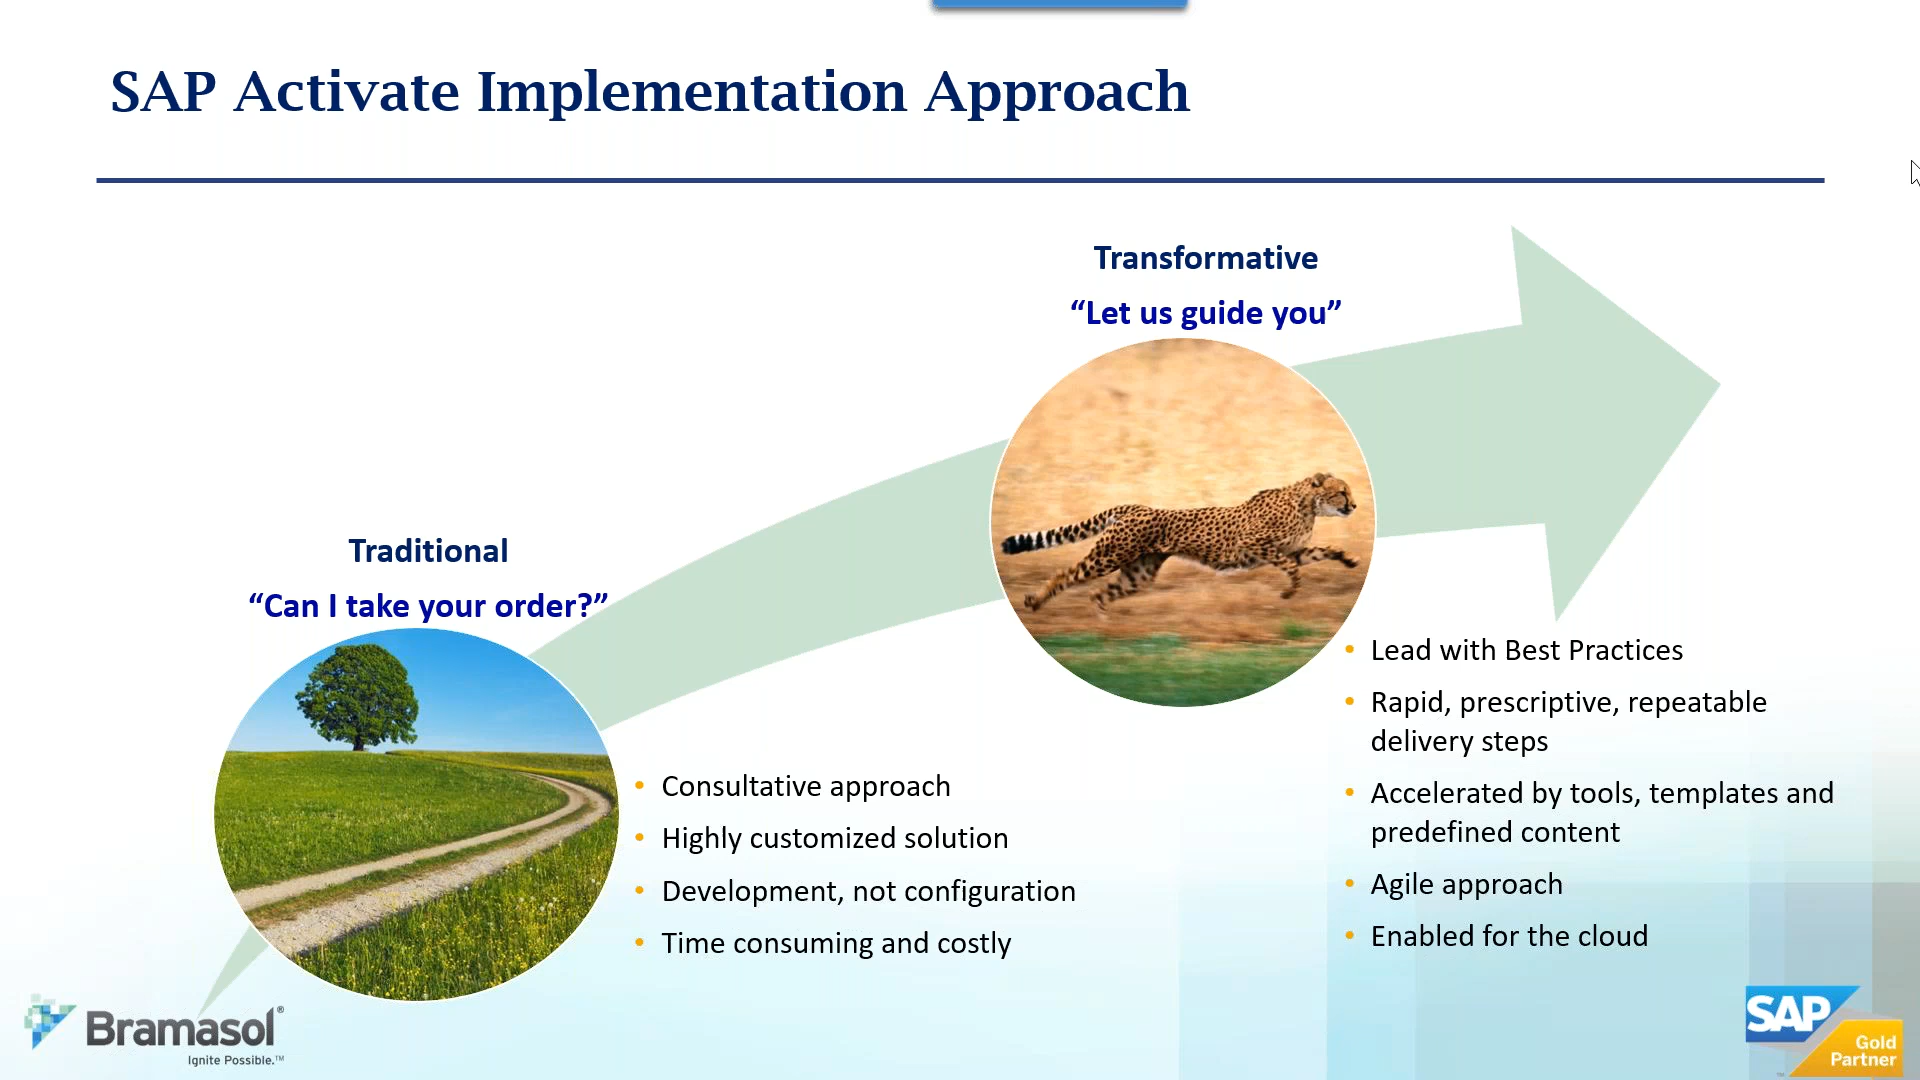 SAP Activate Implementation Approach
Transformative
“Let us guide you”
Traditional
“Can I take your order?”
• Consultative approach
• Highly customized solution
• Development, not configuration
• Time consuming and costly
• Lead with Best Practices
• Rapid, prescriptive, repeatable
delivery steps
• Accelerated by tools, templates and
predefined content
• Agile approach
• Enabled for the cloud
Bramasol®
Ignite Possible.™
SAP
Gold
Partner
™